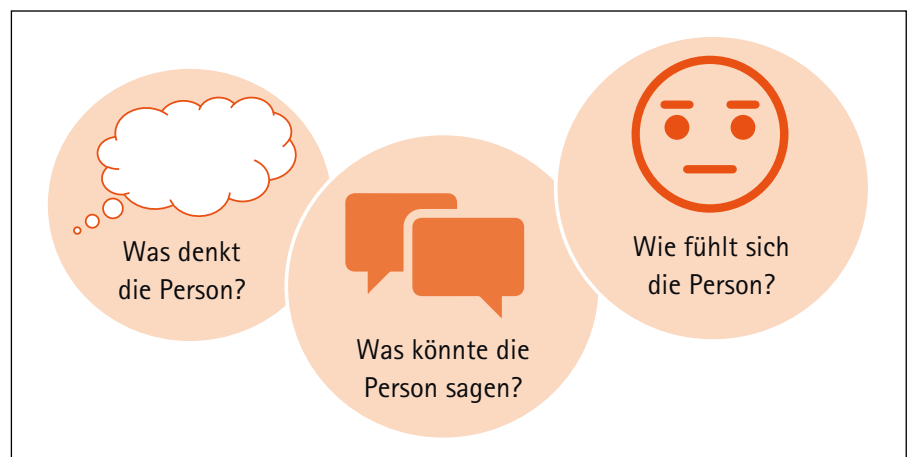 Was denkt
die Person?
Was könnte die
Person sagen?
Wie fühlt sich
die Person?